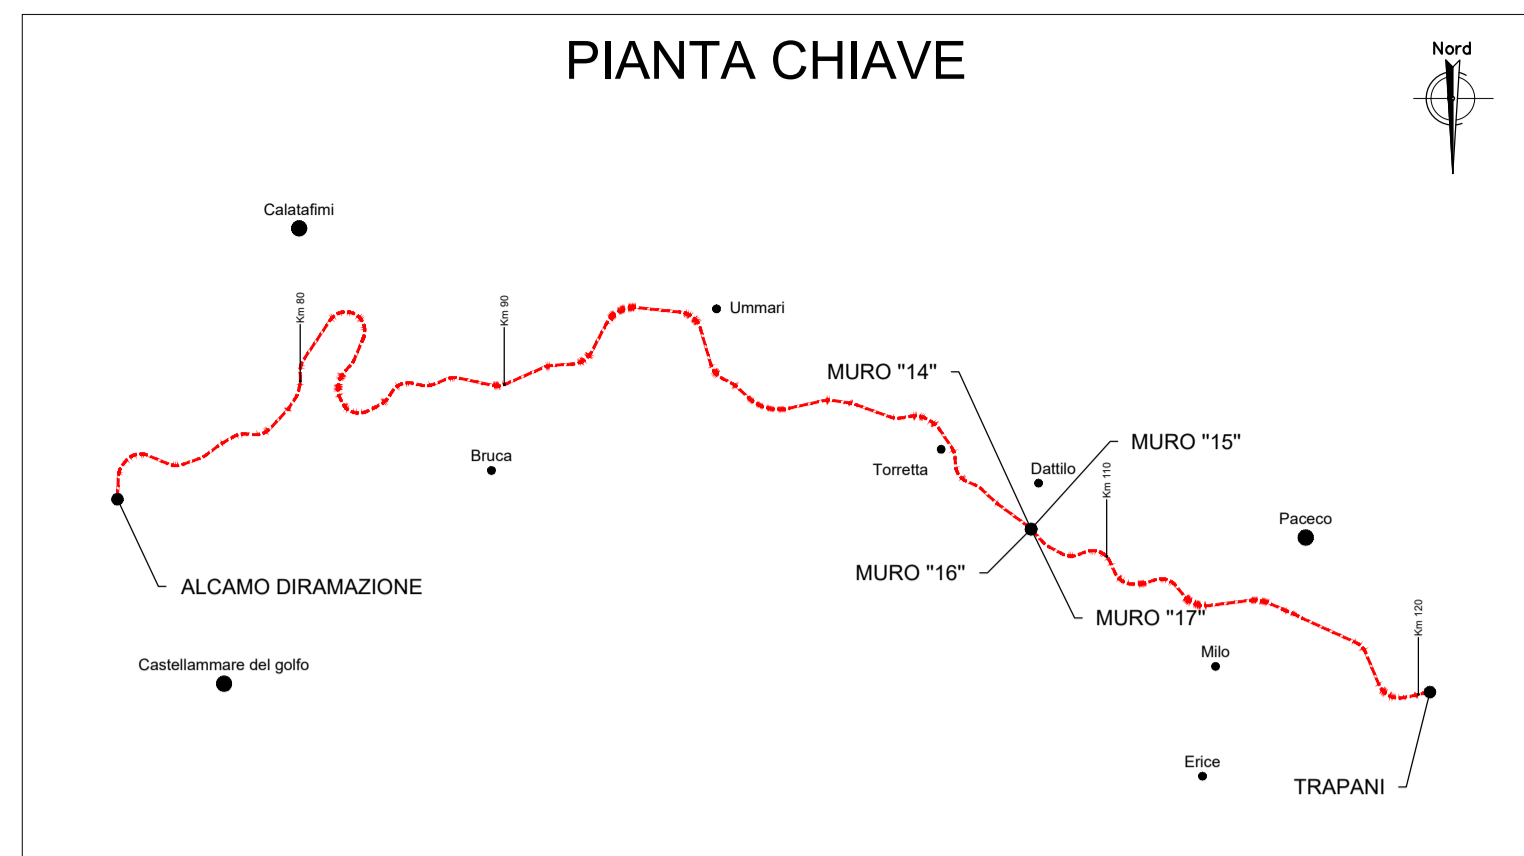 PIANTA CHIAVE
Nord
Calatafimi
Km 80
Km 90
Ummari
MURO "14"
MURO "15"
Bruca
Torretta
Dattilo
Km 110
Paceco
MURO "16"
ALCAMO DIRAMAZIONE
MURO "17"
Km 120
Castellammare del golfo
Milo
Erice
TRAPANI